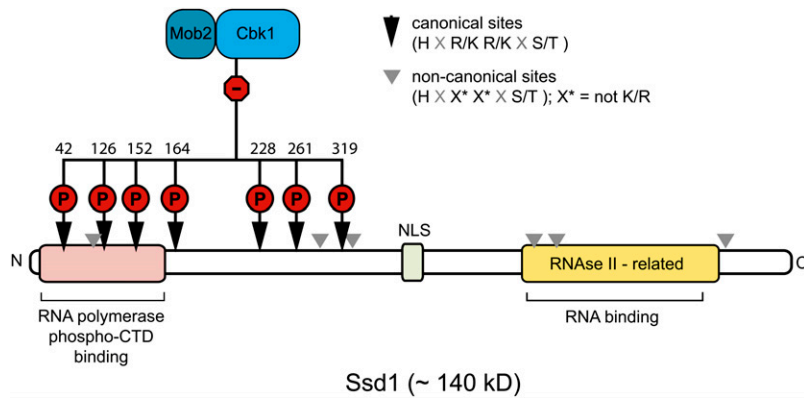 Mob2 Cbk1
canonical sites
(H X R/K R/K X S/T )
non-canonical sites
(H X X* X* X S/T ); X* = not K/R
–
42 126 152 164 228 261 319
P P P P P P P
NLS
N RNAse II - related C
RNA polymerase
phospho-CTD
binding
RNA binding
Ssd1 (~ 140 kD)